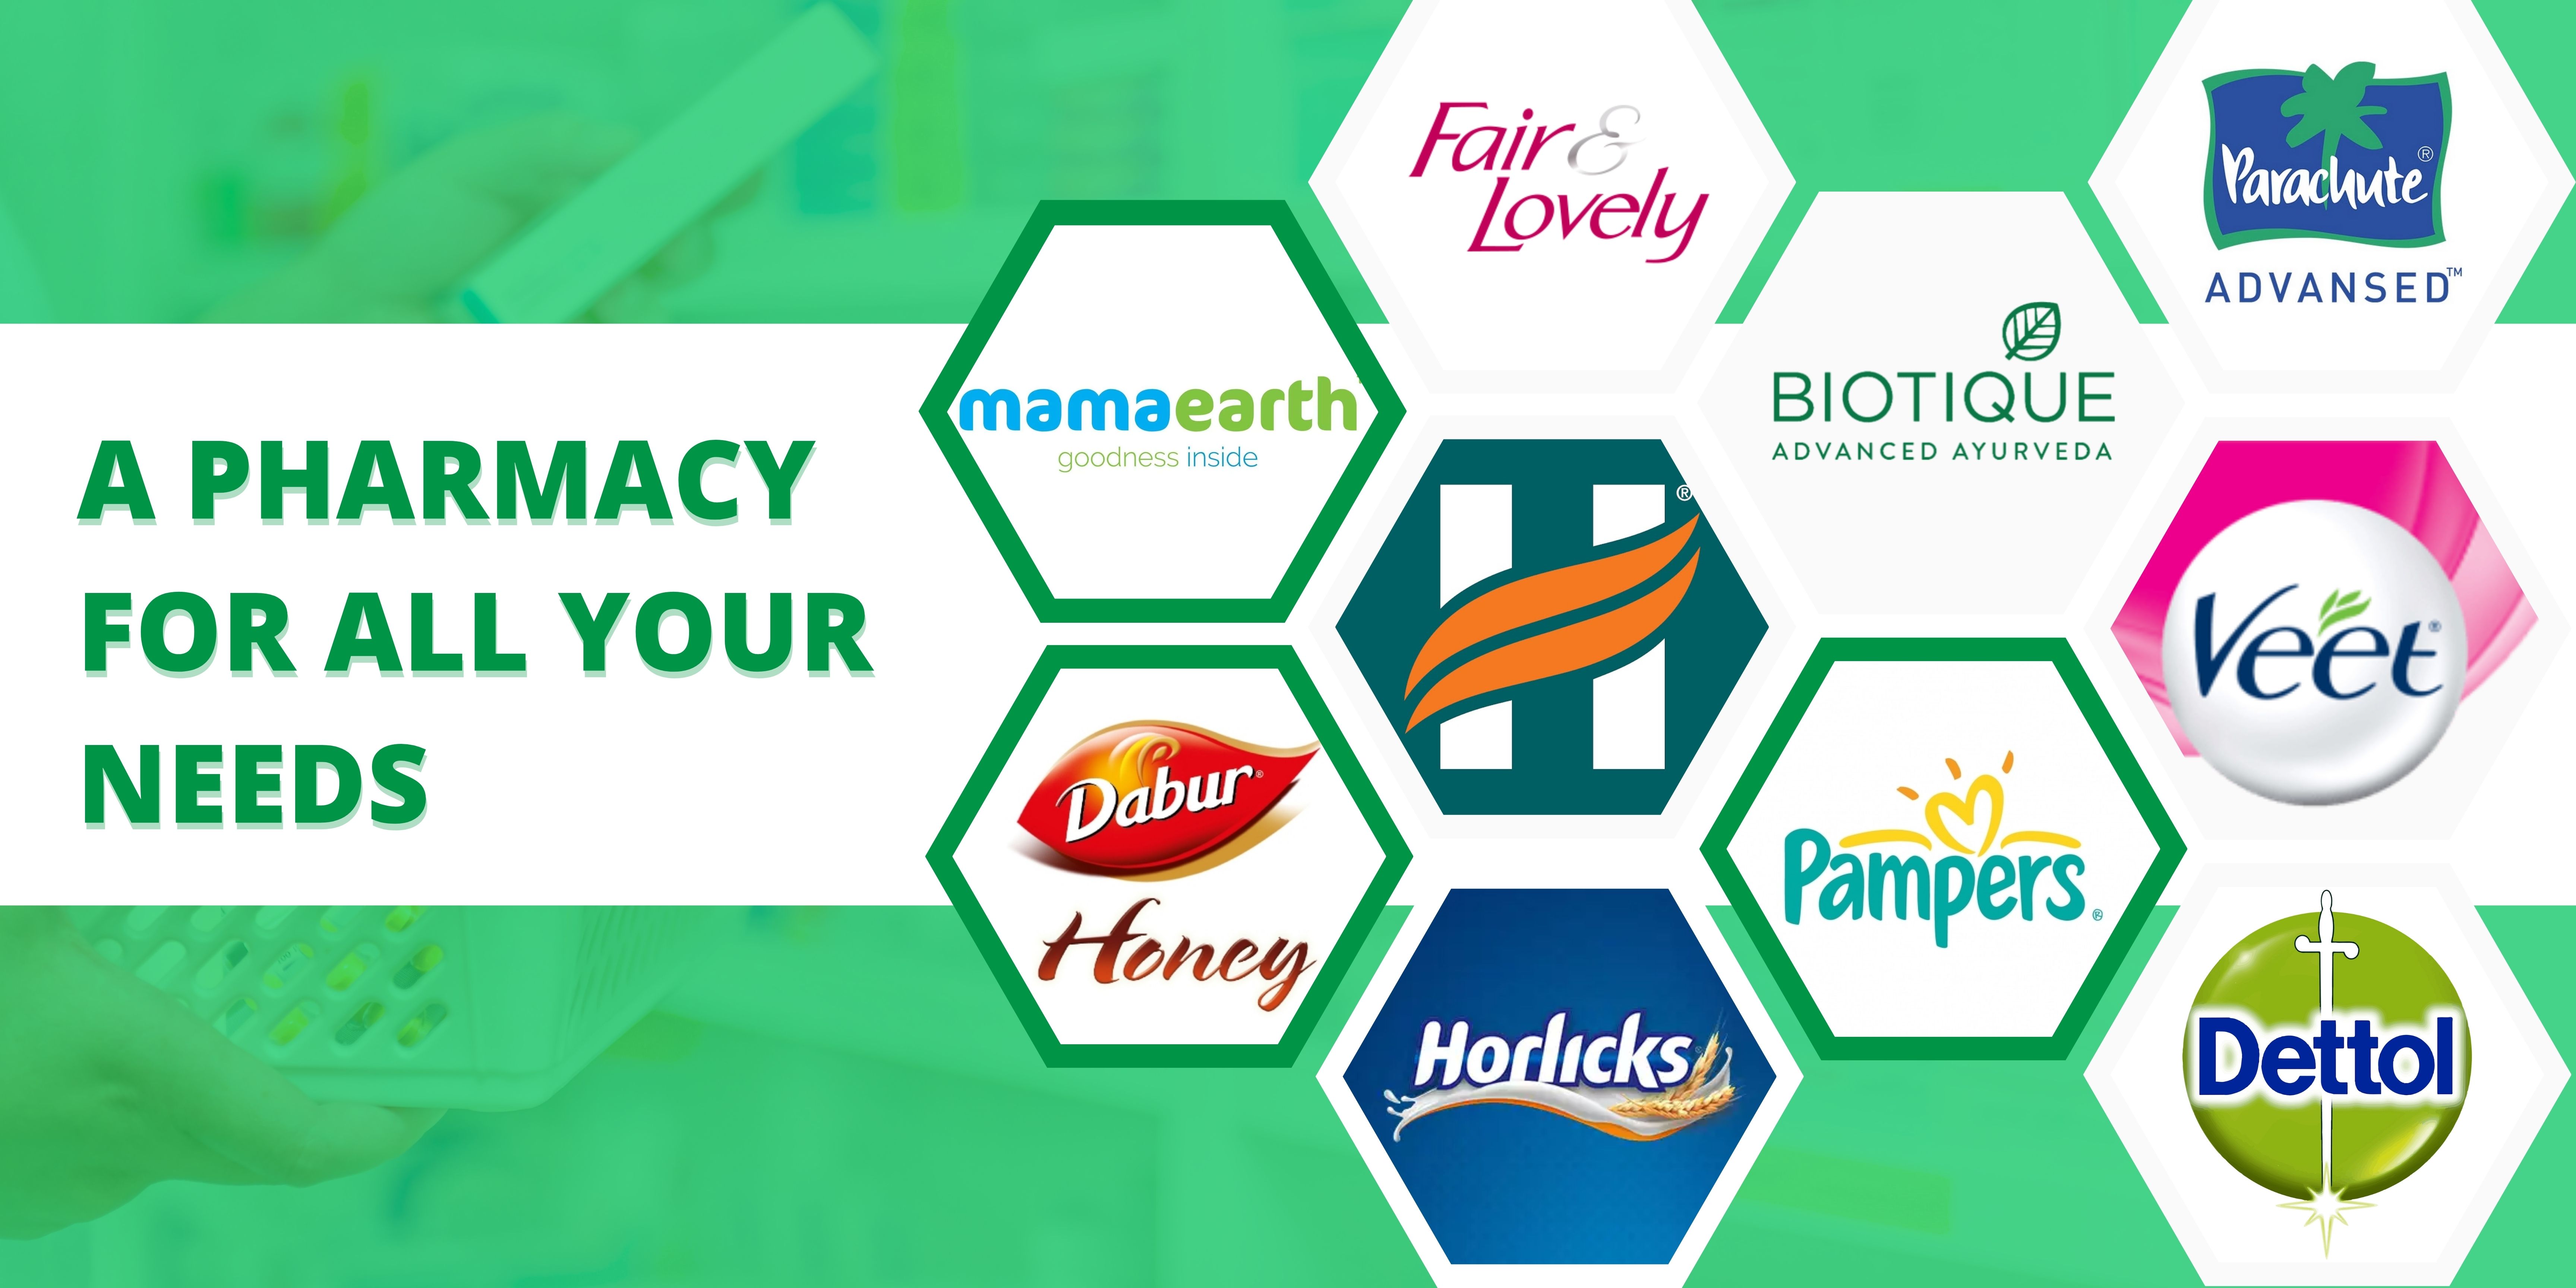 A PHARMACY
FOR ALL YOUR
NEEDS
mamaearth
goodness inside
Dabur®
Honey
Fair &
Lovely
H®
Horlicks
BIOTIQUE
ADVANCED AYURVEDA
Pampers®
Parachute®
ADVANSED™
Veet®
Dettol